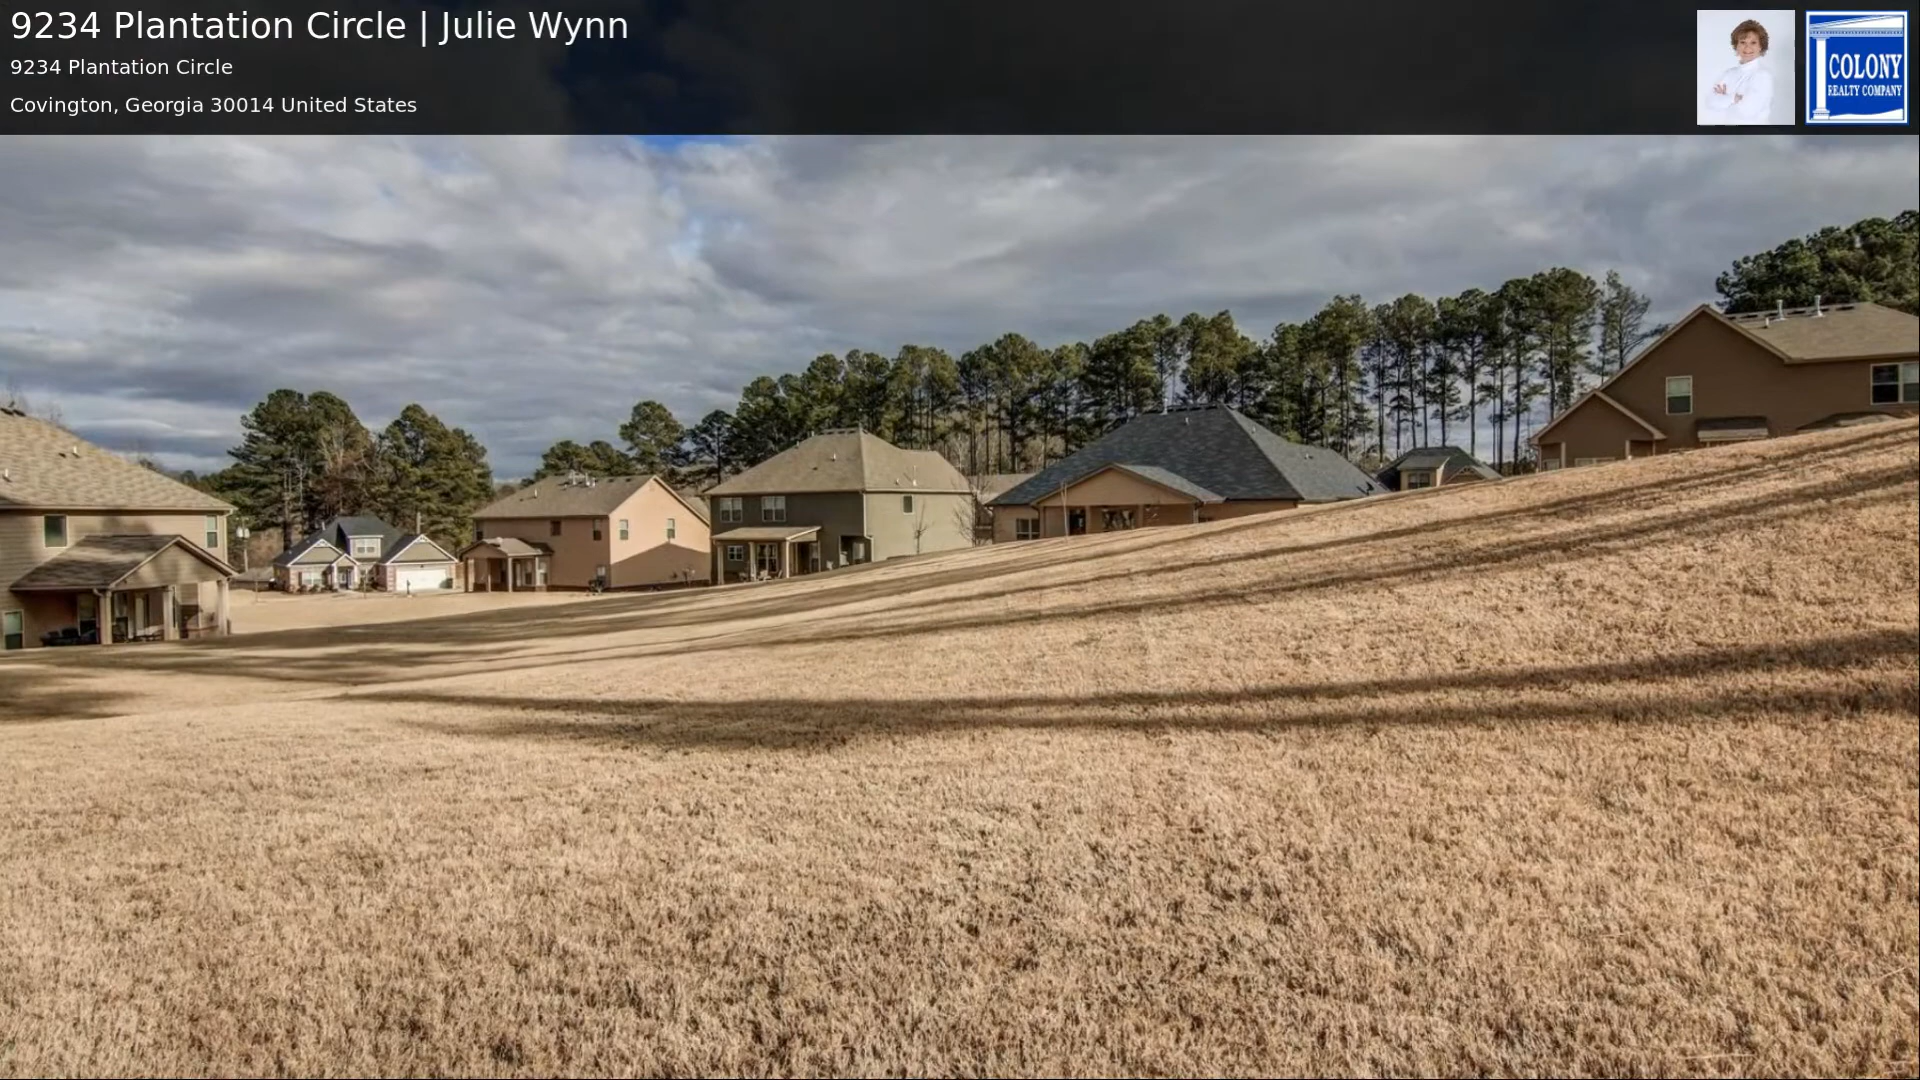 9234 Plantation Circle | Julie Wynn
9234 Plantation Circle
Covington, Georgia 30014 United States
COLONY
REALTY COMPANY